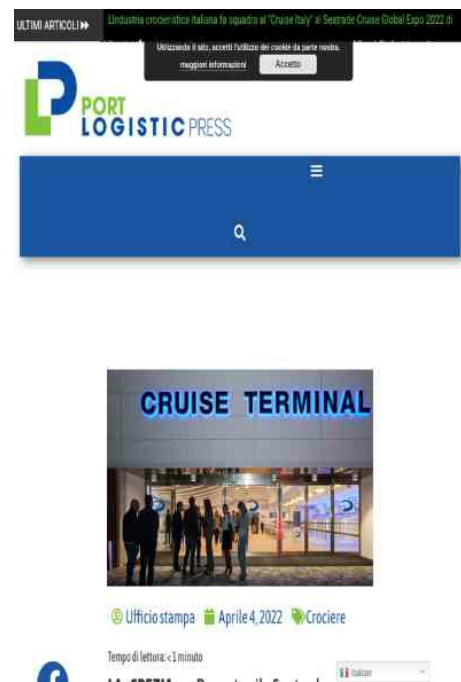 ULTIMI ARTICOLI
L'industria crocieristica italiana fa squadra al "Cruise Italy" al Seatrade Cruise Global Expo 2022 di
Utilizzando il sito, accetti l'utilizzo dei cookie da parte nostra.
maggiori informazioni
Accetto
PORT
LOGISTIC PRESS
CRUISE TERMINAL
Ufficio stampa Aprile 4, 2022 Crociere
Tempo di lettura: < 1 minuto
LA SPEZIA
Italian